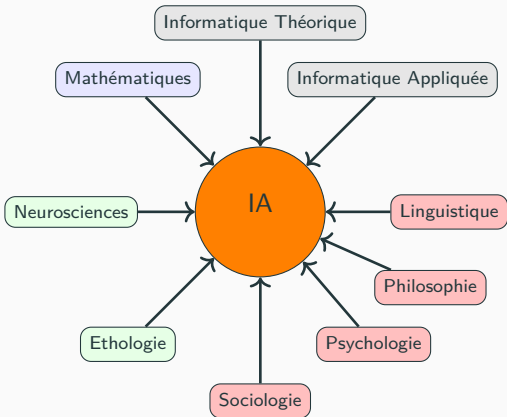 Informatique Théorique
Mathématiques
Informatique Appliquée
IA
Neurosciences
Linguistique
Philosophie
Ethologie
Psychologie
Sociologie